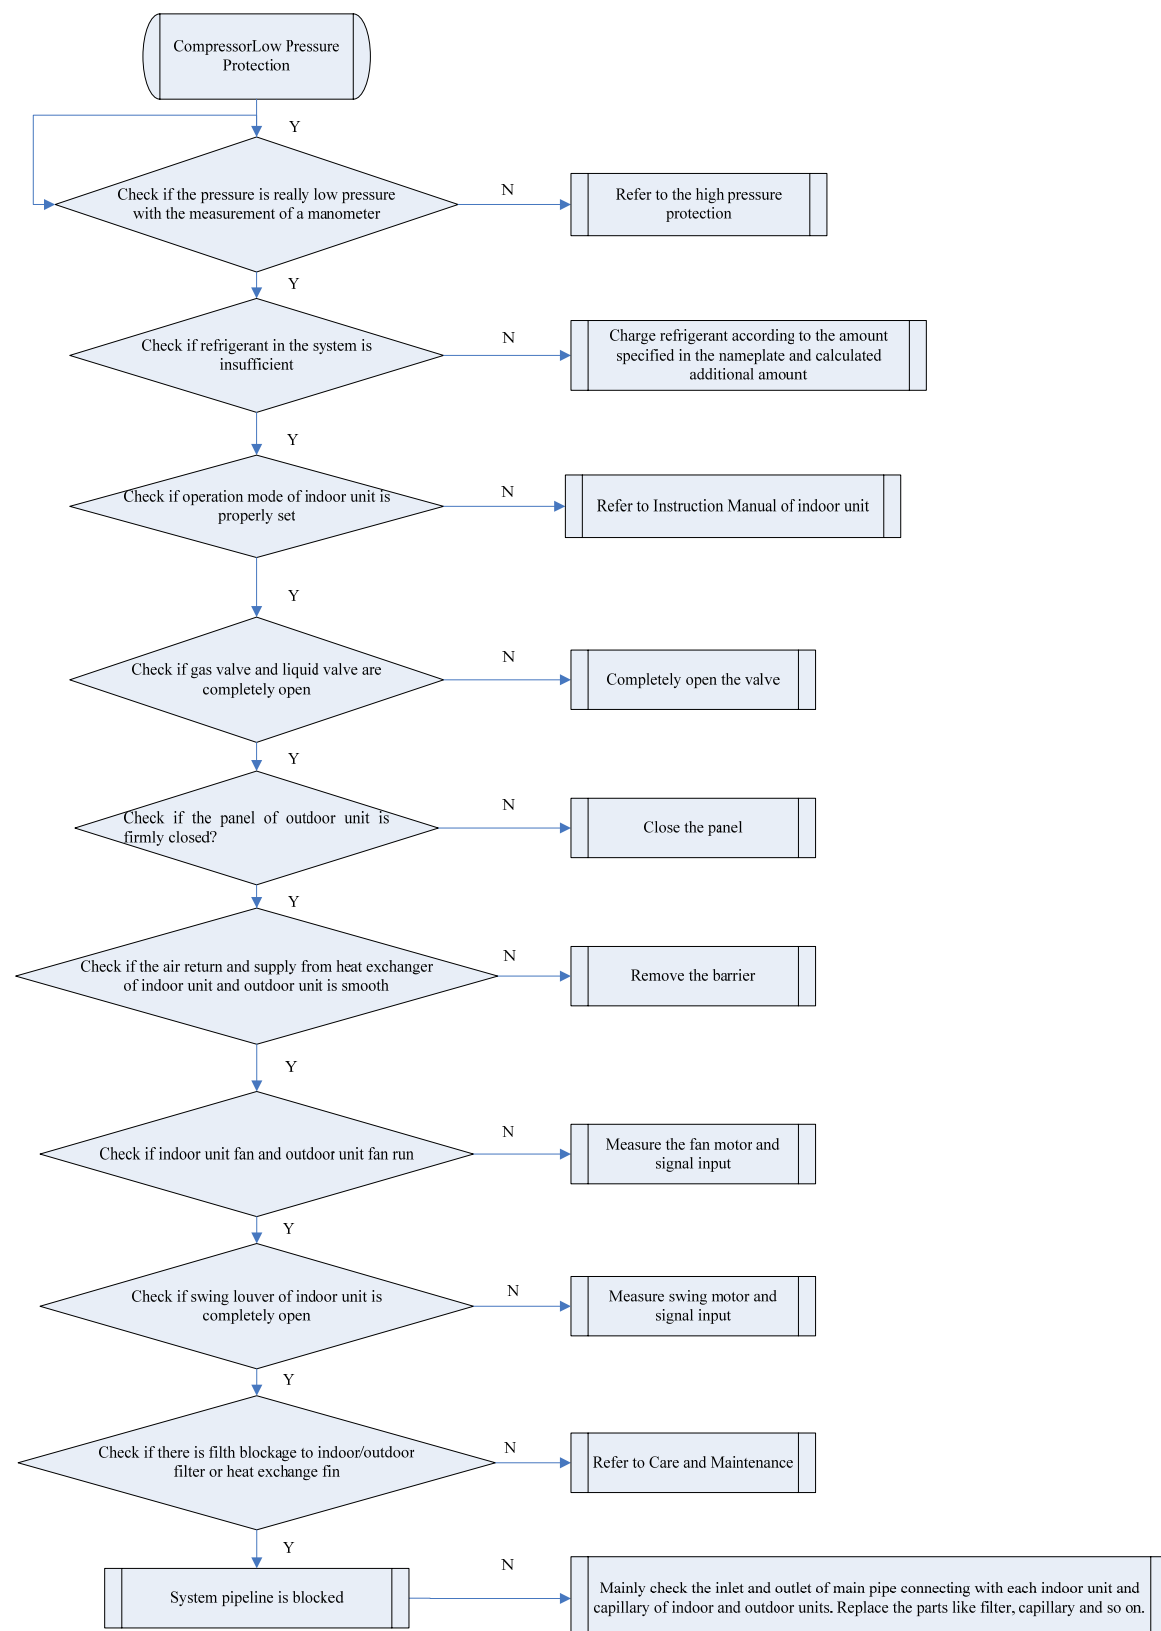 CompressorLow Pressure
Protection
Y
Check if the pressure is really low pressure
with the measurement of a manometer
N
Refer to the high pressure
protection
Y
Check if refrigerant in the system is
insufficient
N
Charge refrigerant according to the amount
specified in the nameplate and calculated
additional amount
Y
Check if operation mode of indoor unit is
properly set
N
Refer to Instruction Manual of indoor unit
Y
Check if gas valve and liquid valve are
completely open
N
Completely open the valve
Y
Check if the panel of outdoor unit is
firmly closed?
N
Close the panel
Y
Check if the air return and supply from heat exchanger
of indoor unit and outdoor unit is smooth
N
Remove the barrier
Y
Check if indoor unit fan and outdoor unit fan run
N
Measure the fan motor and
signal input
Y
Check if swing louver of indoor unit is
completely open
N
Measure swing motor and
signal input
Y
Check if there is filth blockage to indoor/outdoor
filter or heat exchange fin
N
Refer to Care and Maintenance
Y
System pipeline is blocked
N
Mainly check the inlet and outlet of main pipe connecting with each indoor unit and
capillary of indoor and outdoor units. Replace the parts like filter, capillary and so on.